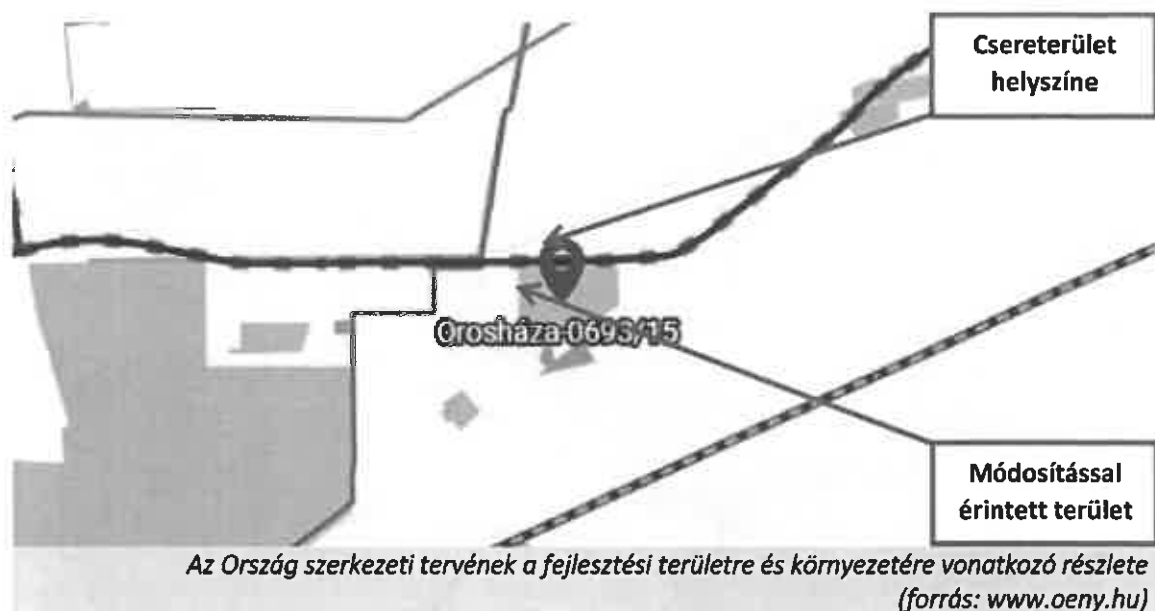 Csereterület
helyszíne
Orosháza 0693/15
Módosítással
érintett terület
Az Ország szerkezeti tervének a fejlesztési területre és környezetére vonatkozó részlete
(forrás: www.oeny.hu)